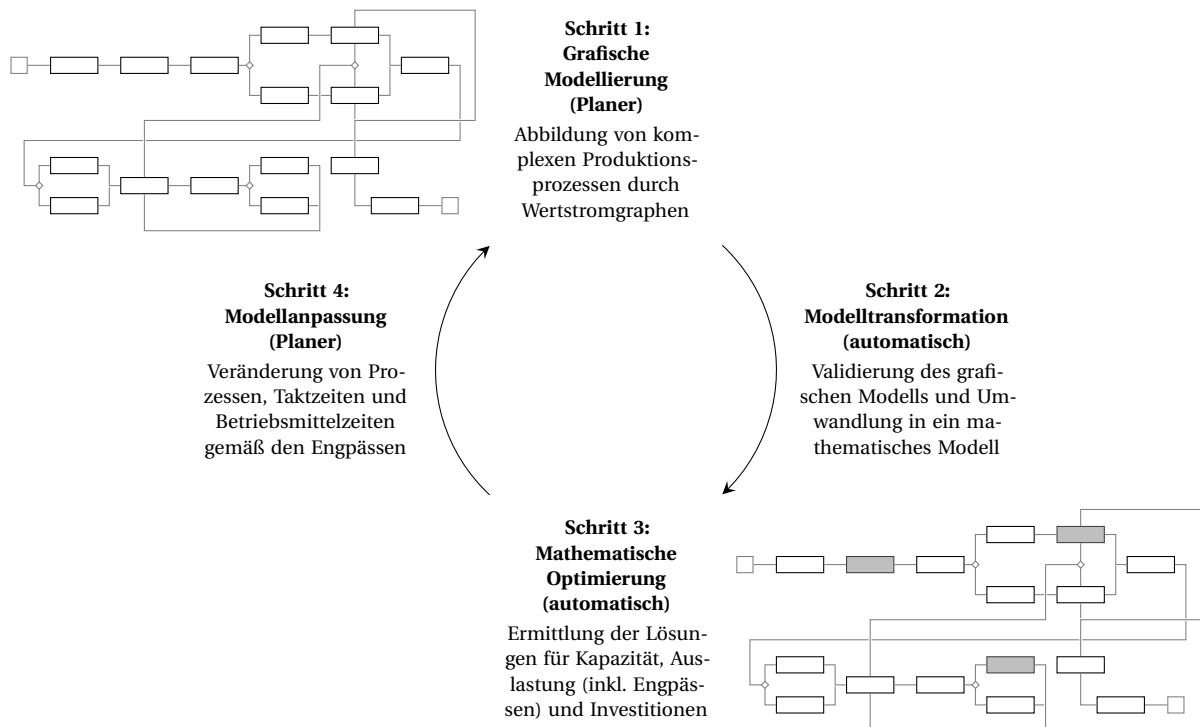 Schritt 1:
Grafische
Modellierung
(Planer)
Abbildung von kom-
plexen Produktions-
prozessen durch
Wertstromgraphen
Schritt 2:
Modelltransformation
(automatisch)
Validierung des grafi-
schen Modells und Um-
wandlung in ein ma-
thematisches Modell
Schritt 3:
Mathematische
Optimierung
(automatisch)
Ermittlung der Lösun-
gen für Kapazität, Aus-
lastung (inkl. Engpäs-
sen) und Investitionen
Schritt 4:
Modellanpassung
(Planer)
Veränderung von Pro-
zessen, Taktzeiten und
Betriebsmittelzeiten
gemäß den Engpässen